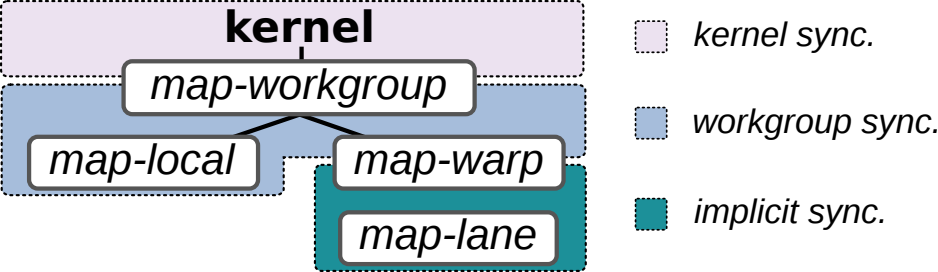 kernel
map-workgroup
map-local
map-warp
map-lane
kernel sync.
workgroup sync.
implicit sync.